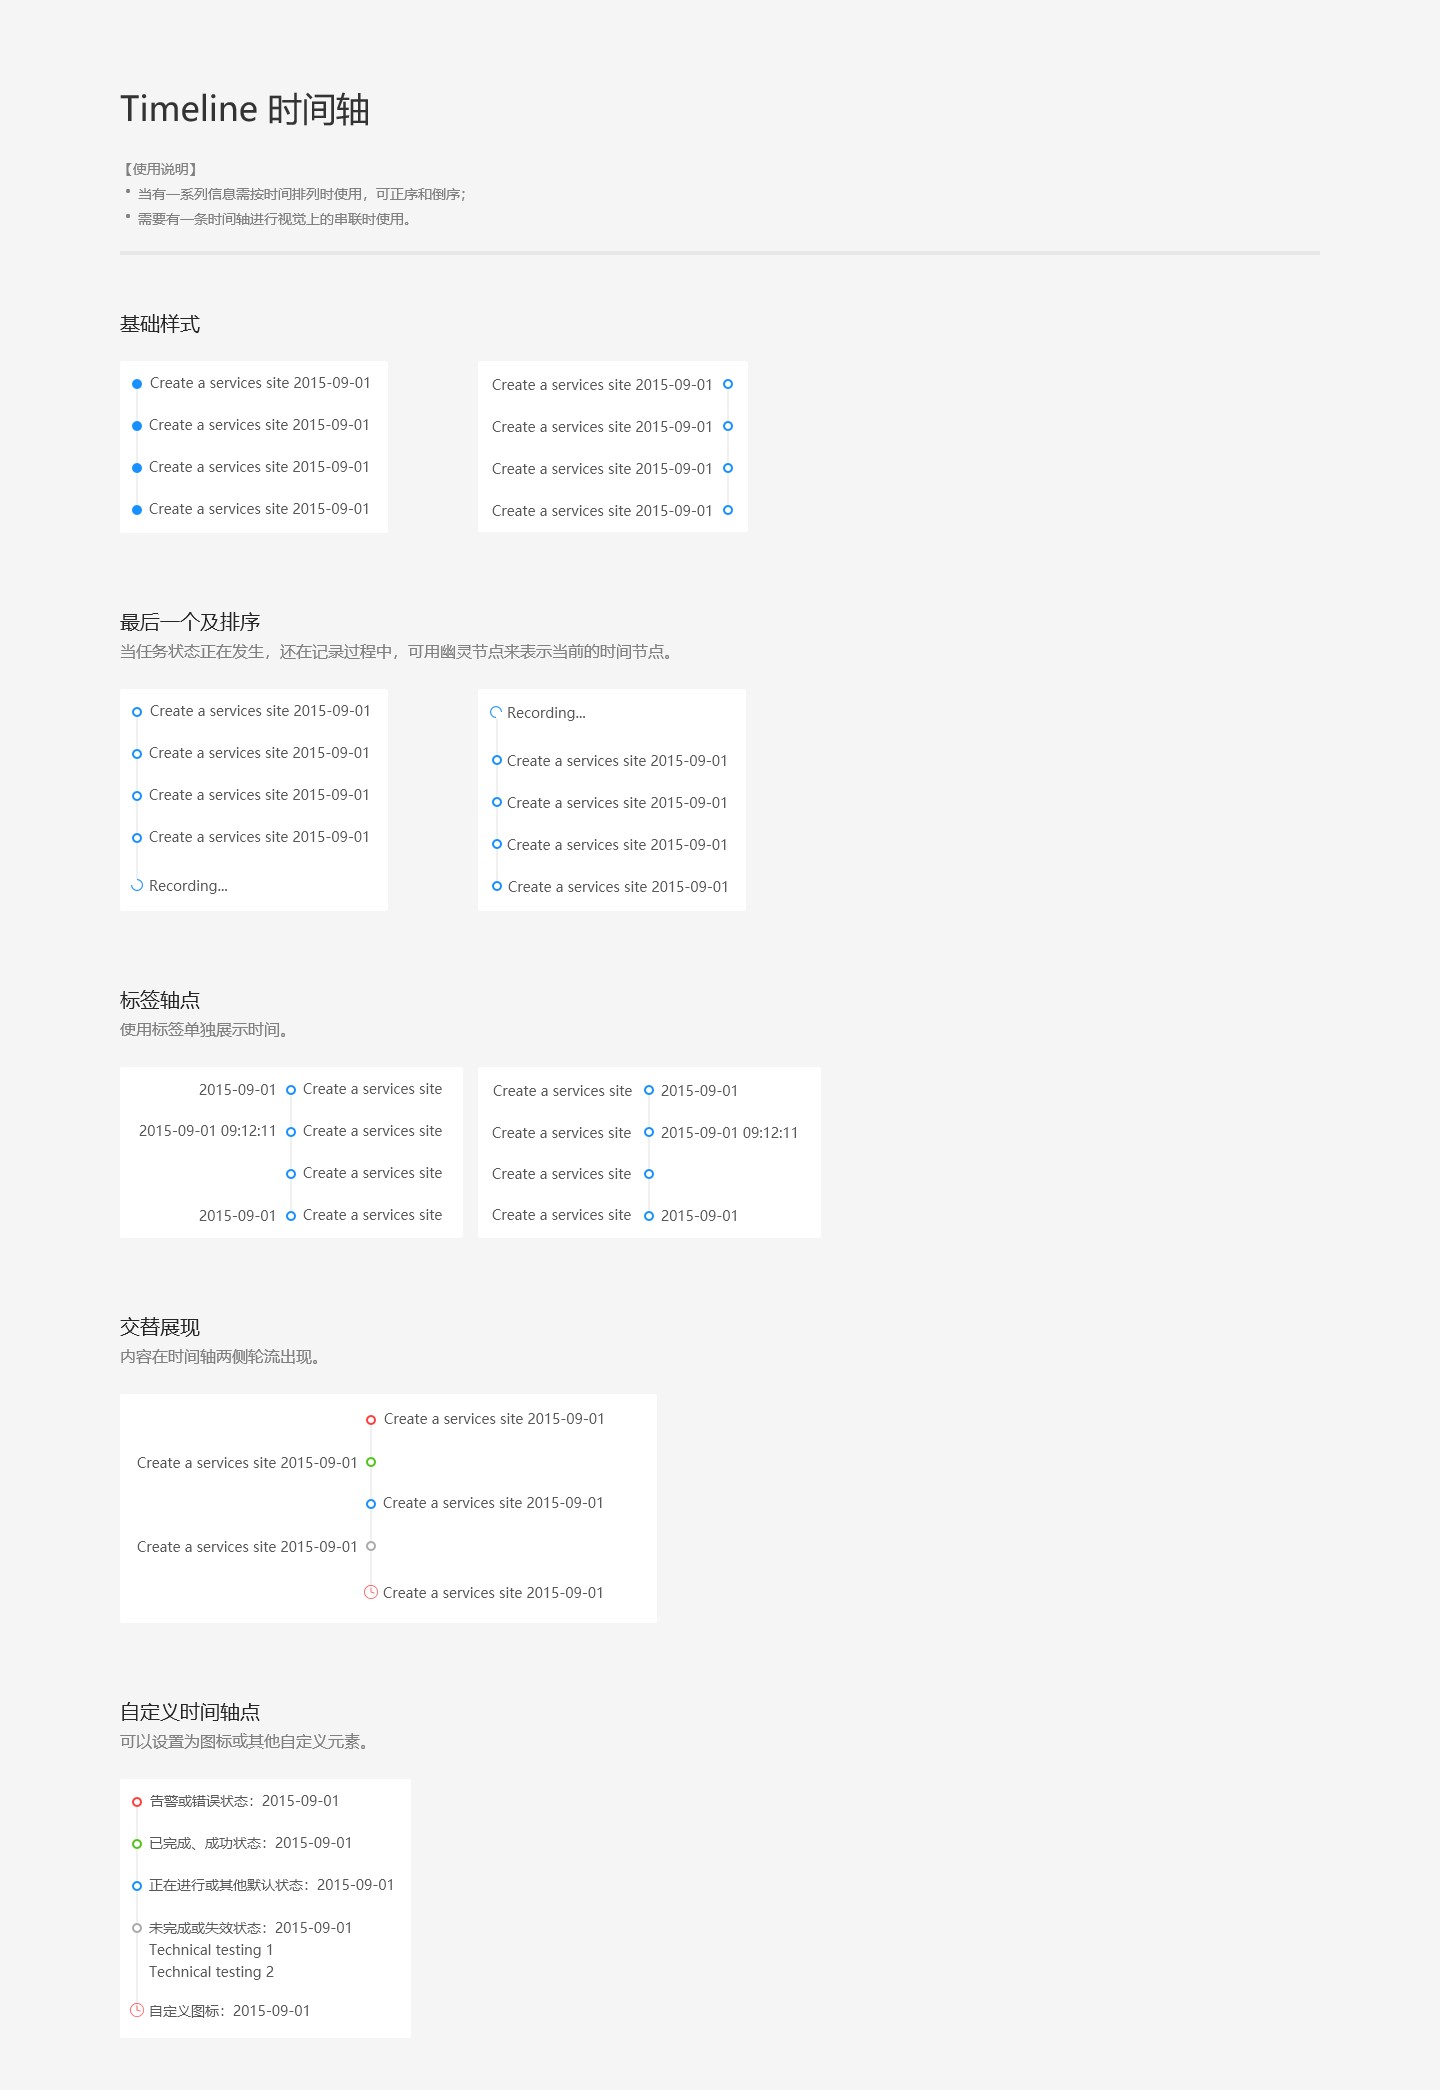 Timeline 时间轴
【使用说明】
• 当有一系列信息需按时间排列时使用，可正序和倒序；
• 需要有一条时间轴进行视觉上的串联时使用。
基础样式
Create a services site 2015-09-01
Create a services site 2015-09-01
Create a services site 2015-09-01
Create a services site 2015-09-01
Create a services site 2015-09-01
Create a services site 2015-09-01
Create a services site 2015-09-01
Create a services site 2015-09-01
最后一个及排序
当任务状态正在发生，还在记录过程中，可用幽灵节点来表示当前的时间节点。
Create a services site 2015-09-01
Create a services site 2015-09-01
Create a services site 2015-09-01
Create a services site 2015-09-01
Recording...
Recording...
Create a services site 2015-09-01
Create a services site 2015-09-01
Create a services site 2015-09-01
Create a services site 2015-09-01
标签轴点
使用标签单独展示时间。
2015-09-01 Create a services site
2015-09-01 09:12:11 Create a services site
Create a services site
2015-09-01 Create a services site
Create a services site 2015-09-01
Create a services site 2015-09-01 09:12:11
Create a services site
Create a services site 2015-09-01
交替展现
内容在时间轴两侧轮流出现。
Create a services site 2015-09-01
Create a services site 2015-09-01
Create a services site 2015-09-01
Create a services site 2015-09-01
Create a services site 2015-09-01
自定义时间轴点
可以设置为图标或其他自定义元素。
告警或错误状态：2015-09-01
已完成、成功状态：2015-09-01
正在进行或其他默认状态：2015-09-01
未完成或失效状态：2015-09-01
Technical testing 1
Technical testing 2
自定义图标：2015-09-01